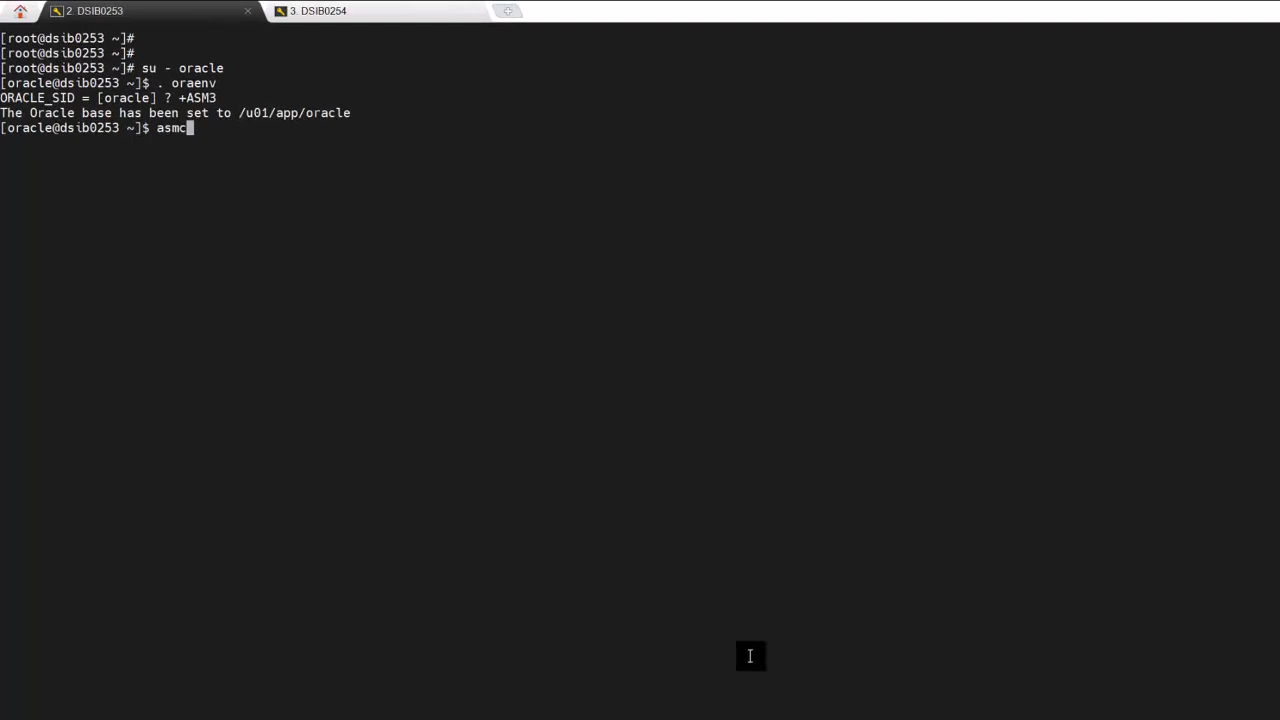 2. DSIB0253
3. DSIB0254
[root@dsib0253 ~]#
[root@dsib0253 ~]#
[root@dsib0253 ~]# su - oracle
[oracle@dsib0253 ~]$ . oraenv
ORACLE_SID = [oracle] ? +ASM3
The Oracle base has been set to /u01/app/oracle
[oracle@dsib0253 ~]$ asmc